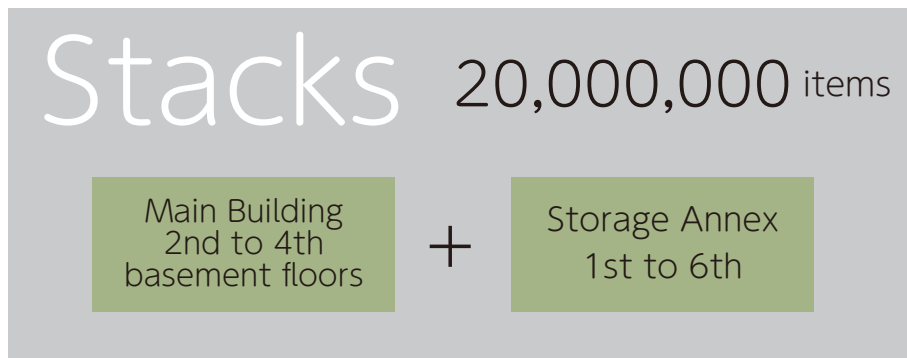 Stacks 20,000,000 items
Main Building
2nd to 4th
basement floors
+
Storage Annex
1st to 6th